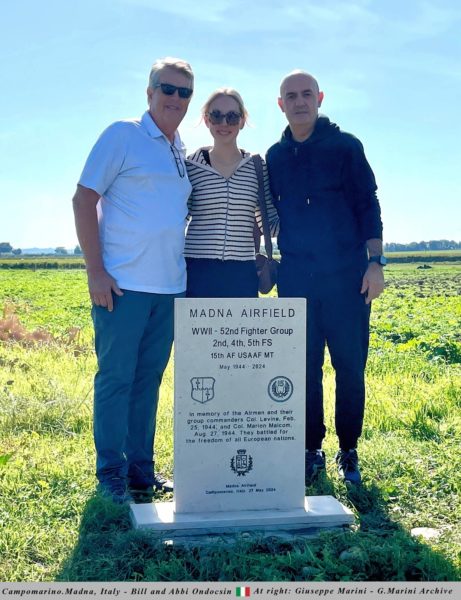 MADNA AIRFIELD
WWII - 52nd Fighter Group
2nd, 4th, 5th FS
15th AF USAAF MT
May 1944 - 2024
15
In memory of the Airmen and their
group commanders Col. Levine, Feb.
25, 1944; and Col. Marion Malcom,
Aug. 27, 1944. They battled for
the freedom of all European nations.
Madna Airfield
Campomarino, Italy 27 May 2024
Campomarino.Madna, Italy - Bill and Abbi Ondocsin At right: Giuseppe Marini - G.Marini Archive